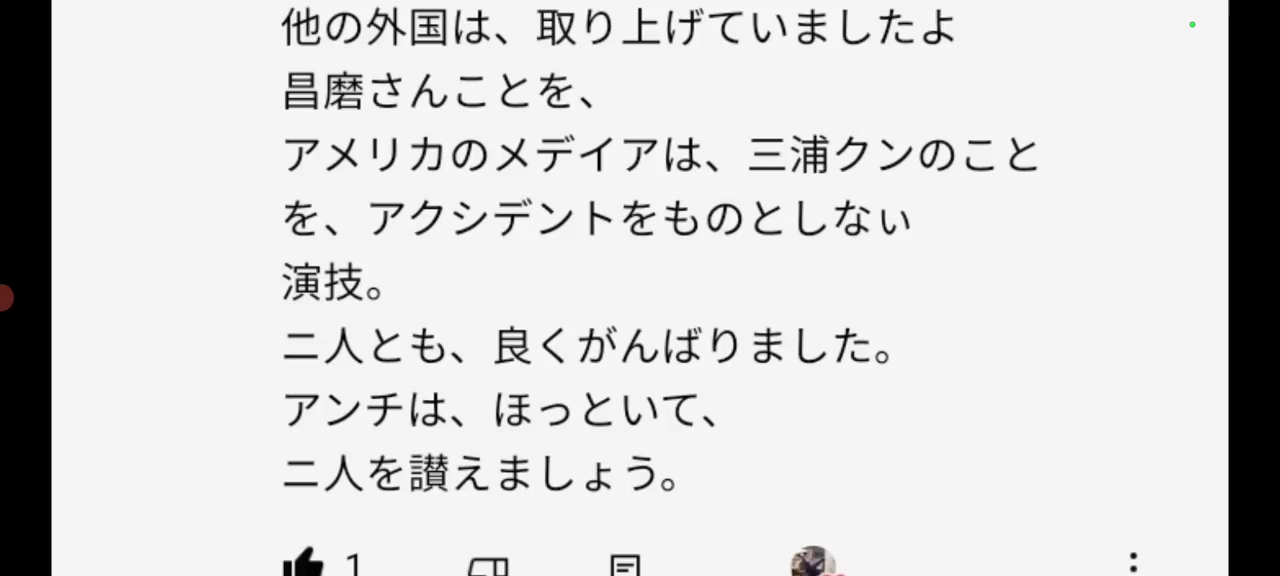 他の外国は、取り上げていましたよ
昌磨さんことを、
アメリカのメデイアは、三浦クンのこと
を、アクシデントをものとしない
演技。
二人とも、良くがんばりました。
アンチは、ほっといて、
二人を讃えましょう。
1